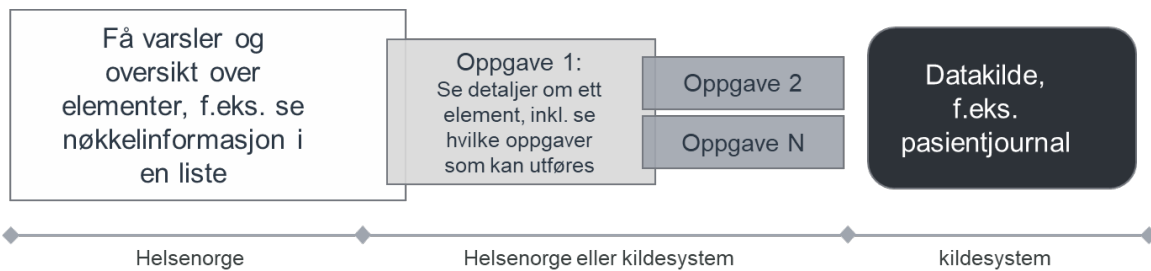 Få varsler og
oversikt over
elementer, f.eks. se
nøkkelinformasjon i
en liste
Oppgave 1:
Se detaljer om ett
element, inkl. se
hvilke oppgaver
som kan utføres
Oppgave 2
Oppgave N
Datakilde,
f.eks.
pasientjournal
Helsenorge
Helsenorge eller kildesystem
kildesystem